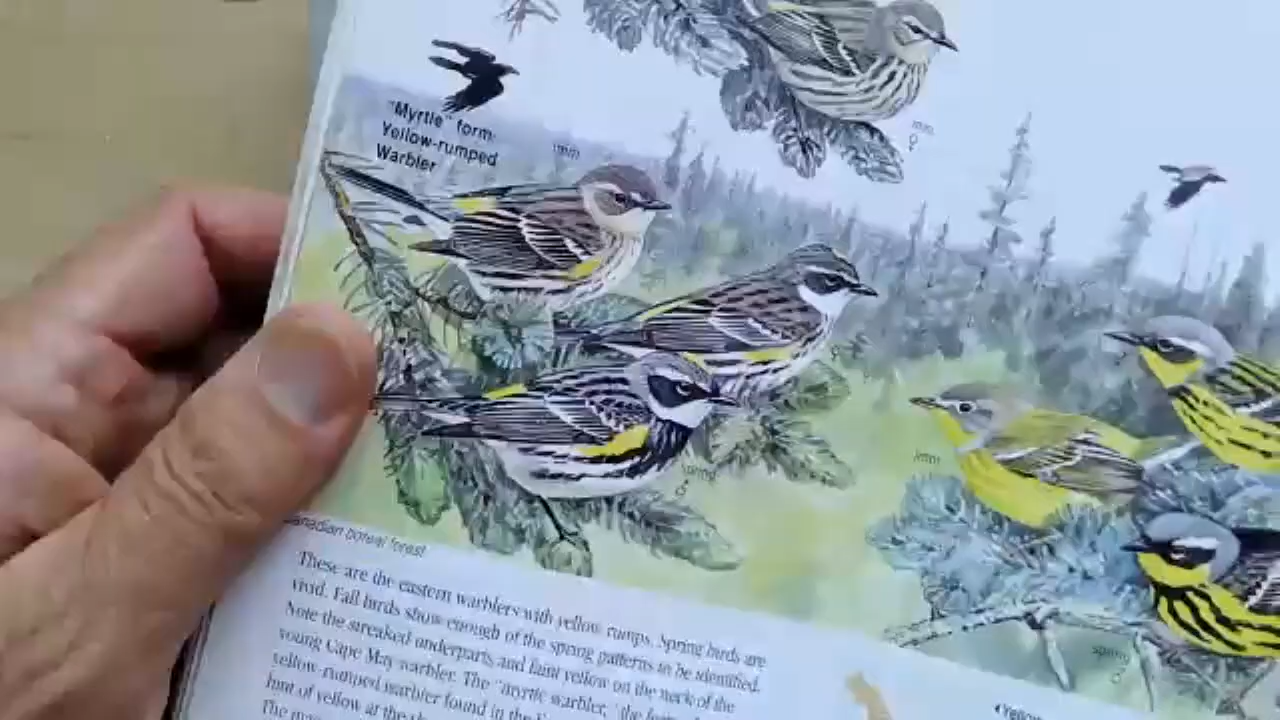 "Myrtle" form:
Yellow-rumped
Warbler
imm
imm
♀
imm
spring
♂
spring
♂
Canadian boreal forest
These are the eastern warblers with yellow rumps. Spring birds are
vivid. Fall birds show enough of the spring patterns to be identified.
Note the streaked underparts and faint yellow on the neck of the
young Cape May warbler. The "myrtle warbler," the form
yellow-rumped warbler found in the
hint of yellow at the
The